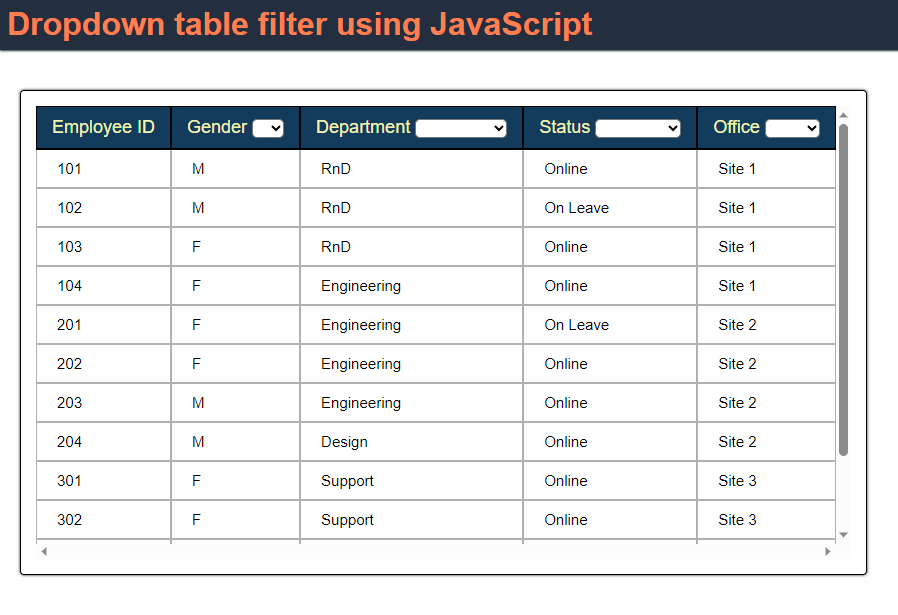 Dropdown table filter using JavaScript
Employee ID Gender Department Status Office
101 M RnD Online Site 1
102 M RnD On Leave Site 1
103 F RnD Online Site 1
104 F Engineering Online Site 1
201 F Engineering On Leave Site 2
202 F Engineering Online Site 2
203 M Engineering Online Site 2
204 M Design Online Site 2
301 F Support Online Site 3
302 F Support Online Site 3